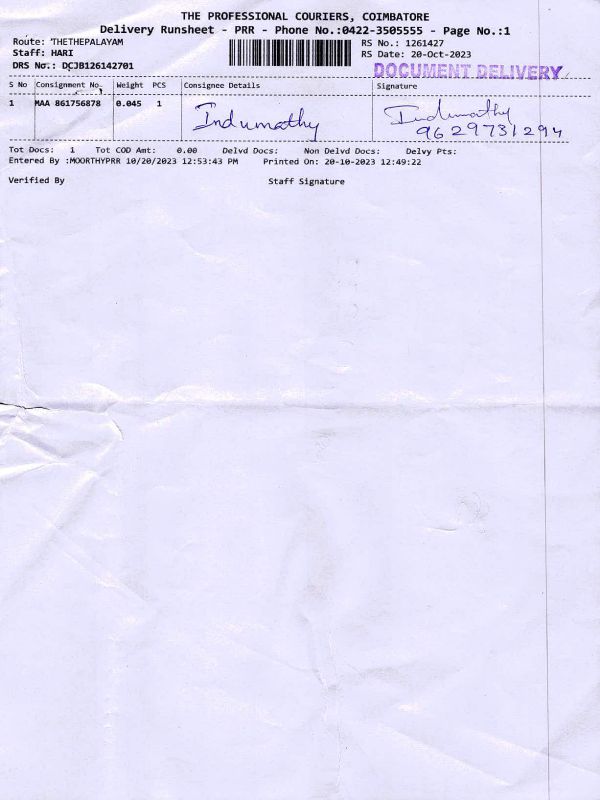 THE PROFESSIONAL COURIERS, COIMBATORE
Delivery Runsheet - PRR - Phone No.:0422-3505555 - Page No.:1
Route: THETHEPALAYAM RS No.: 1261427
Staff: HARI RS Date: 20-Oct-2023
DRS No.: DCJB126142701 DOCUMENT DELIVERY
S No Consignment No. Weight PCS Consignee Details Signature
1 MAA 861756878 0.045 1 Indumathy Indumathy
9629731294
Tot Docs: 1 Tot COD Amt: 0.00 Delvd Docs: Non Delvd Docs: Delvy Pts:
Entered By :MOORTHYPRR 10/20/2023 12:53:43 PM Printed On: 20-10-2023 12:49:22
Verified By Staff Signature